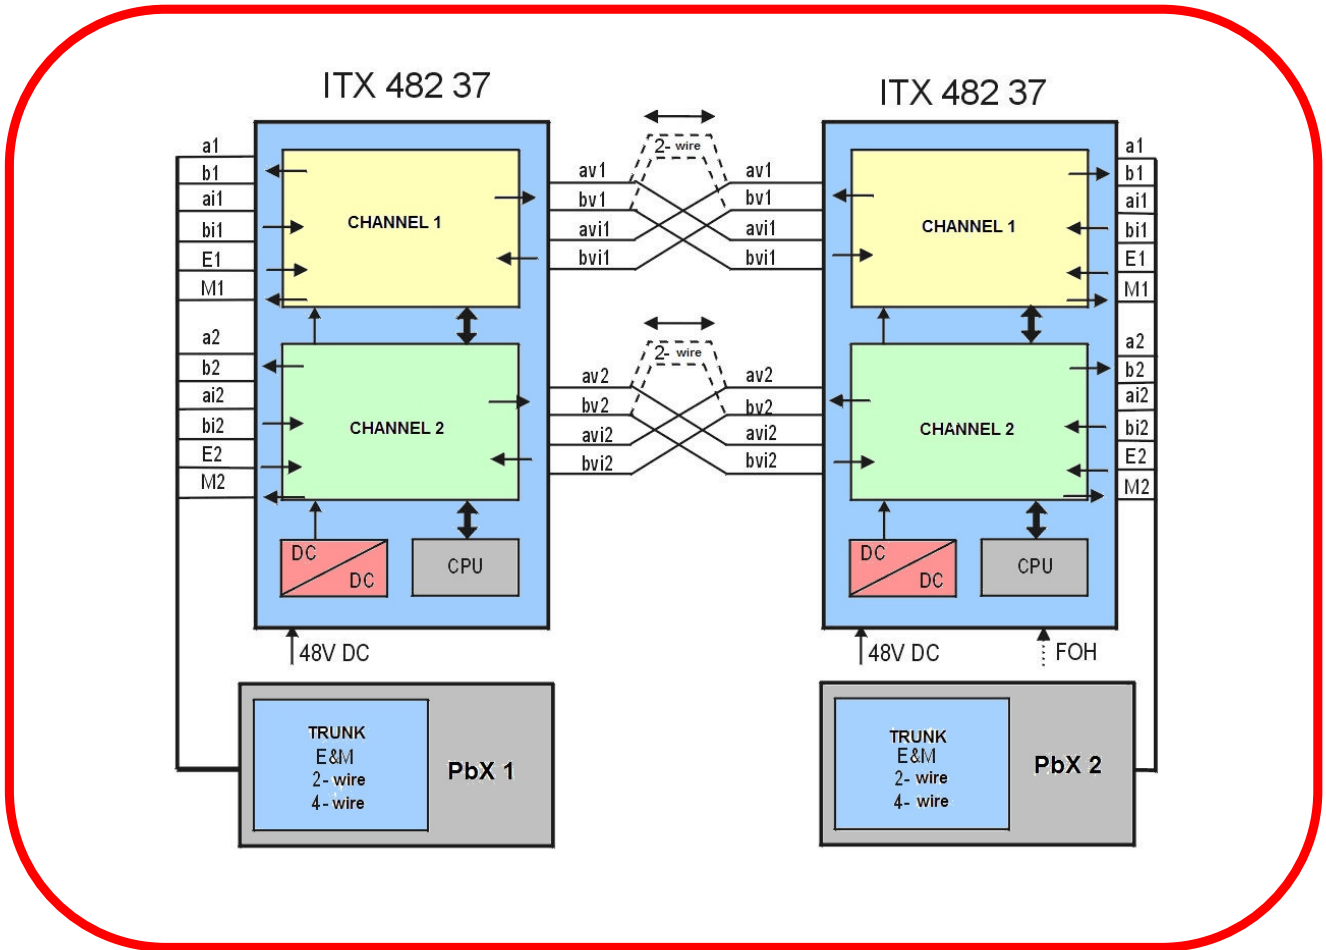 ITX 482 37
ITX 482 37
a1
b1
ai1
bi1
E1
M1
a2
b2
ai2
bi2
E2
M2
CHANNEL 1
CHANNEL 2
DC
DC
CPU
48V DC
2- wire
av1
bv1
avi1
bvi1
av1
bv1
avi1
bvi1
2- wire
av2
bv2
avi2
bvi2
av2
bv2
avi2
bvi2
CHANNEL 1
CHANNEL 2
DC
DC
CPU
48V DC
FOH
a1
b1
ai1
bi1
E1
M1
a2
b2
ai2
bi2
E2
M2
TRUNK
E&M
2- wire
4- wire
PbX 1
TRUNK
E&M
2- wire
4- wire
PbX 2